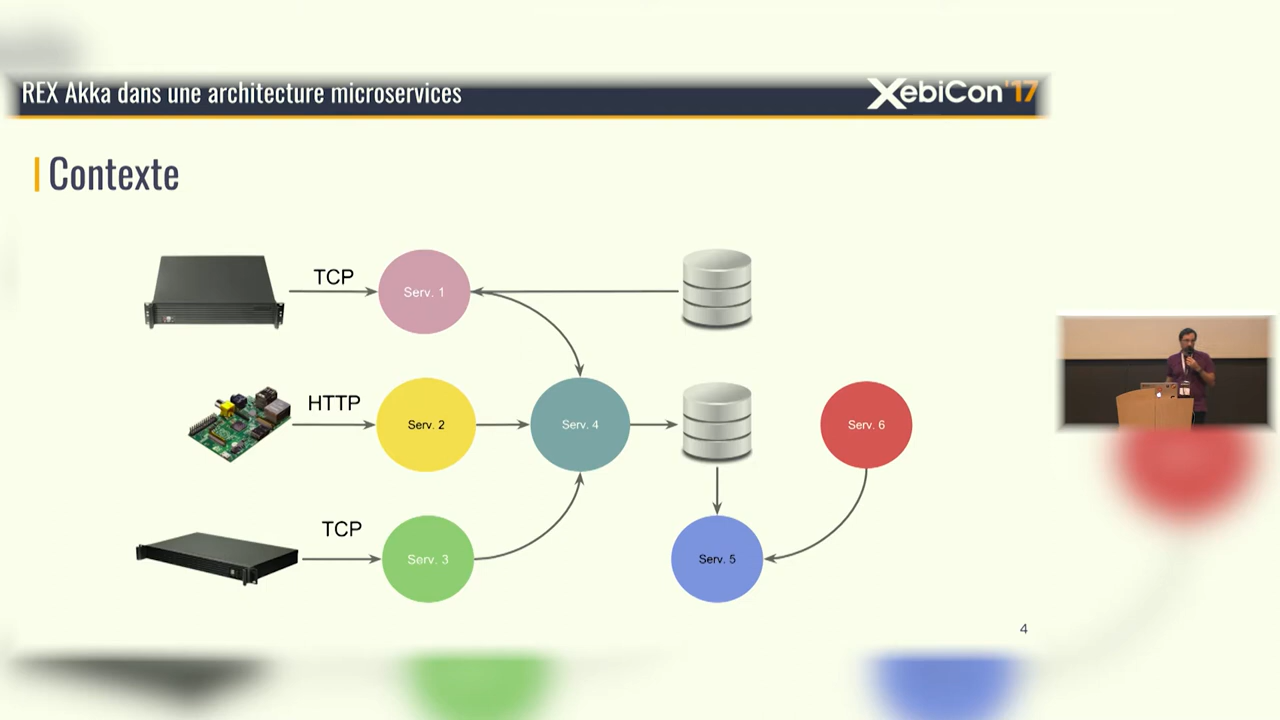 REX Akka dans une architecture microservices
XebiCon'17
Contexte
TCP
Serv. 1
HTTP
Serv. 2
Serv. 4
Serv. 6
TCP
Serv. 3
Serv. 5
4